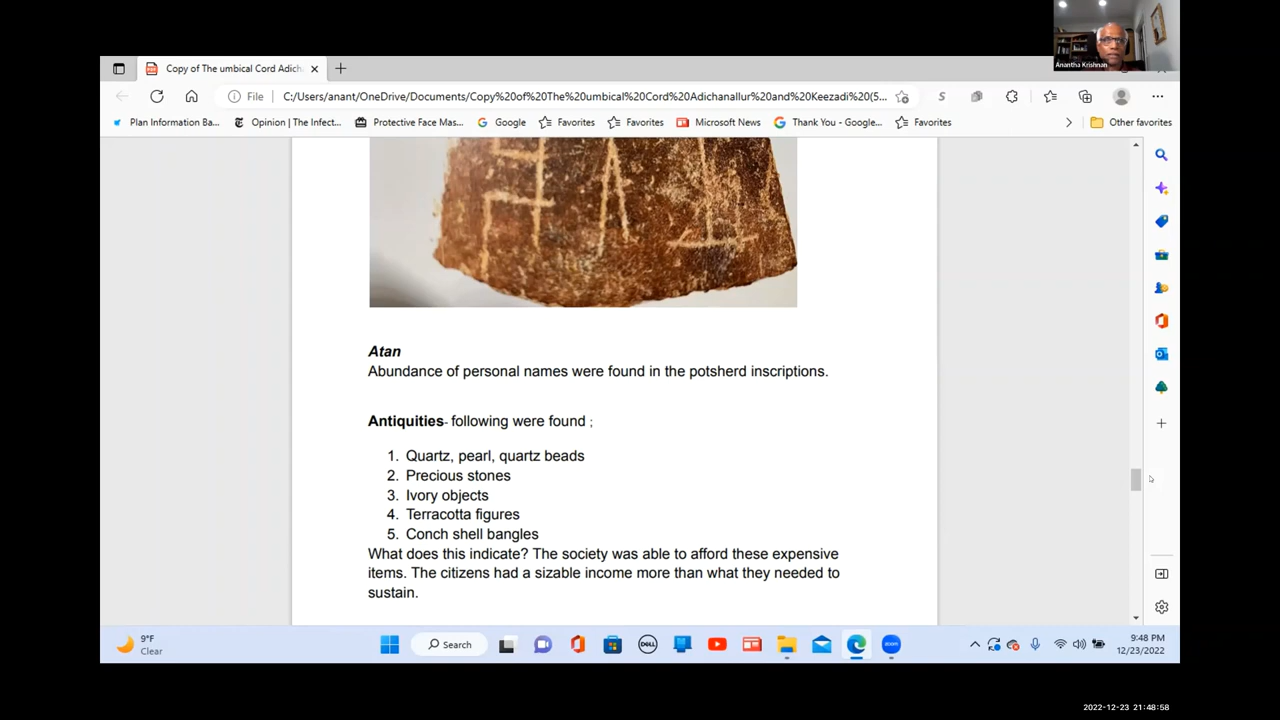 Anantha Krishnan
Copy of The umbical Cord Adich
File
C:/Users/anant/OneDrive/Documents/Copy%20of%20The%20umbical%20Cord%20Adichanallur%20and%20Keezadi%20(5...
Plan Information Ba...
Opinion | The Infect...
Protective Face Mas...
Google
Favorites
Favorites
Microsoft News
Thank You - Google...
Favorites
Other favorites
Atan
Abundance of personal names were found in the potsherd inscriptions.
Antiquities- following were found ;
1. Quartz, pearl, quartz beads
2. Precious stones
3. Ivory objects
4. Terracotta figures
5. Conch shell bangles
What does this indicate? The society was able to afford these expensive
items. The citizens had a sizable income more than what they needed to
sustain.
9°F
Clear
Search
DELL
zoom
9:48 PM
12/23/2022
2022-12-23 21:48:58